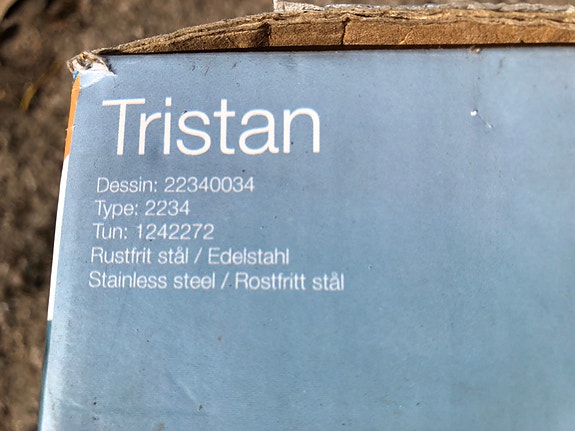 Tristan
Dessin: 22340034
Type: 2234
Tun: 1242272
Rustfrit stål / Edelstahl
Stainless steel / Rostfritt stål